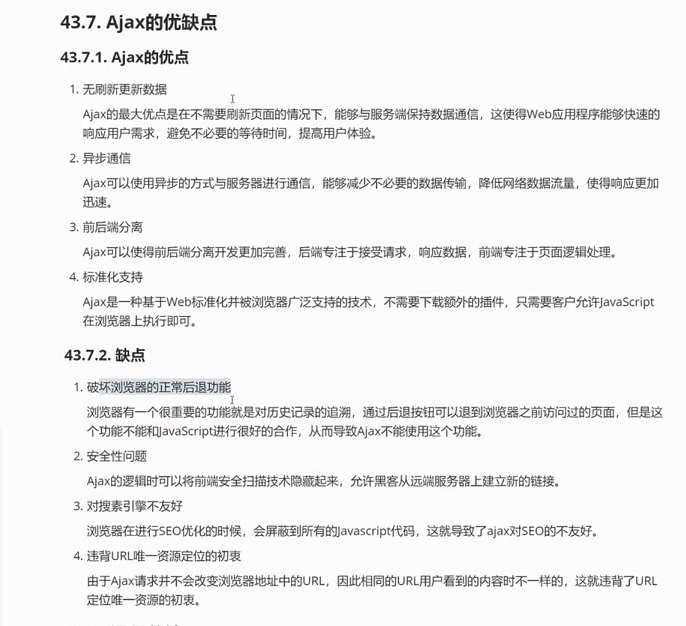 43.7. Ajax的优缺点
43.7.1. Ajax的优点
1. 无刷新更新数据
Ajax的最大优点是在不需要刷新页面的情况下，能够与服务端保持数据通信，这使得Web应用程序能够快速的
响应用户需求，避免不必要的等待时间，提高用户体验。
2. 异步通信
Ajax可以使用异步的方式与服务器进行通信，能够减少不必要的数据传输，降低网络数据流量，使得响应更加
迅速。
3. 前后端分离
Ajax可以使得前后端分离开发更加完善，后端专注于接受请求，响应数据，前端专注于页面逻辑处理。
4. 标准化支持
Ajax是一种基于Web标准化并被浏览器广泛支持的技术，不需要下载额外的插件，只需要客户允许JavaScript
在浏览器上执行即可。
43.7.2. 缺点
1. 破坏浏览器的正常后退功能
浏览器有一个很重要的功能就是对历史记录的追溯，通过后退按钮可以退到浏览器之前访问过的页面，但是这
个功能不能和JavaScript进行很好的合作，从而导致Ajax不能使用这个功能。
2. 安全性问题
Ajax的逻辑时可以将前端安全扫描技术隐藏起来，允许黑客从远端服务器上建立新的链接。
3. 对搜素引擎不友好
浏览器在进行SEO优化的时候，会屏蔽到所有的Javascript代码，这就导致了ajax对SEO的不友好。
4. 违背URL唯一资源定位的初衷
由于Ajax请求并不会改变浏览器地址中的URL，因此相同的URL用户看到的内容时不一样的，这就违背了URL
定位唯一资源的初衷。